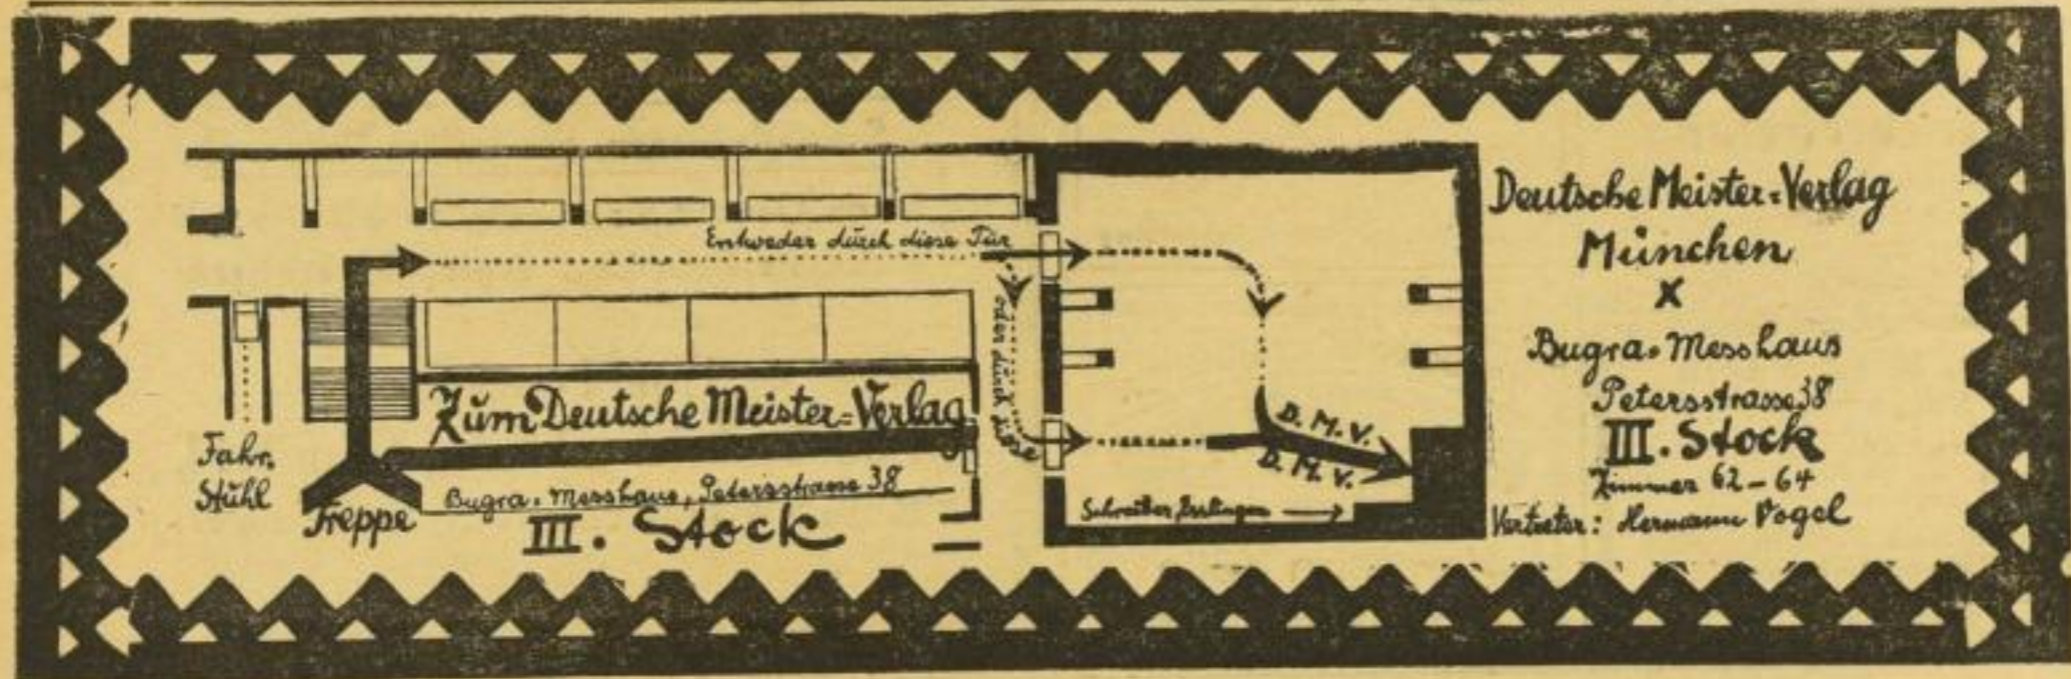 Entweder durch diese Tür
oder durch diese
Zum Deutsche Meister=Verlag
Fahr.
Stuhl
Treppe
Bugra-Messhaus, Petersstrasse 38
III. Stock
D. M. V.
D. M. V.
Schreiber Esslingen
Deutsche Meister=Verlag
München
X
Bugra-Messhaus
Petersstrasse 38
III. Stock
Zimmer 62–64
Vertreter: Hermann Vogel